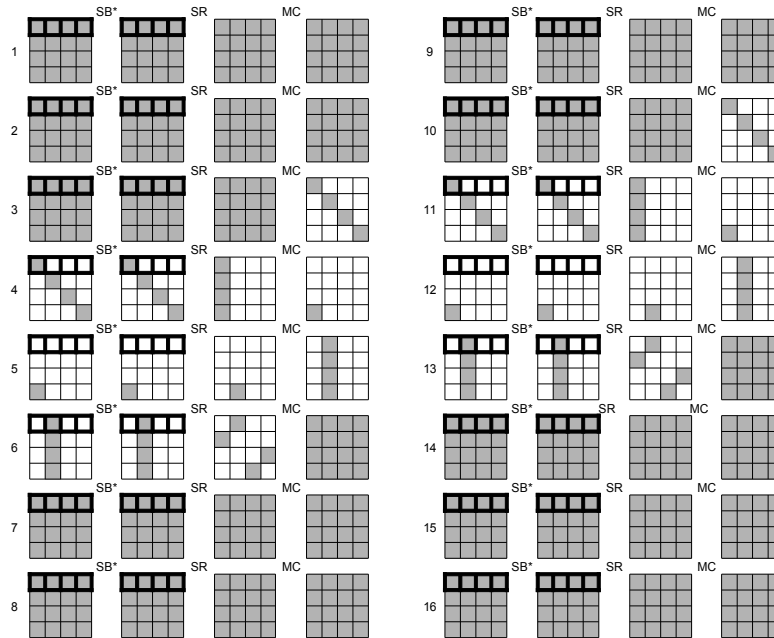 SB* SR MC
1
SB* SR MC
2
SB* SR MC
3
SB* SR MC
4
SB* SR MC
5
SB* SR MC
6
SB* SR MC
7
SB* SR MC
8
SB* SR MC
9
SB* SR MC
10
SB* SR MC
11
SB* SR MC
12
SB* SR MC
13
SB* SR MC
14
SB* SR MC
15
SB* SR MC
16